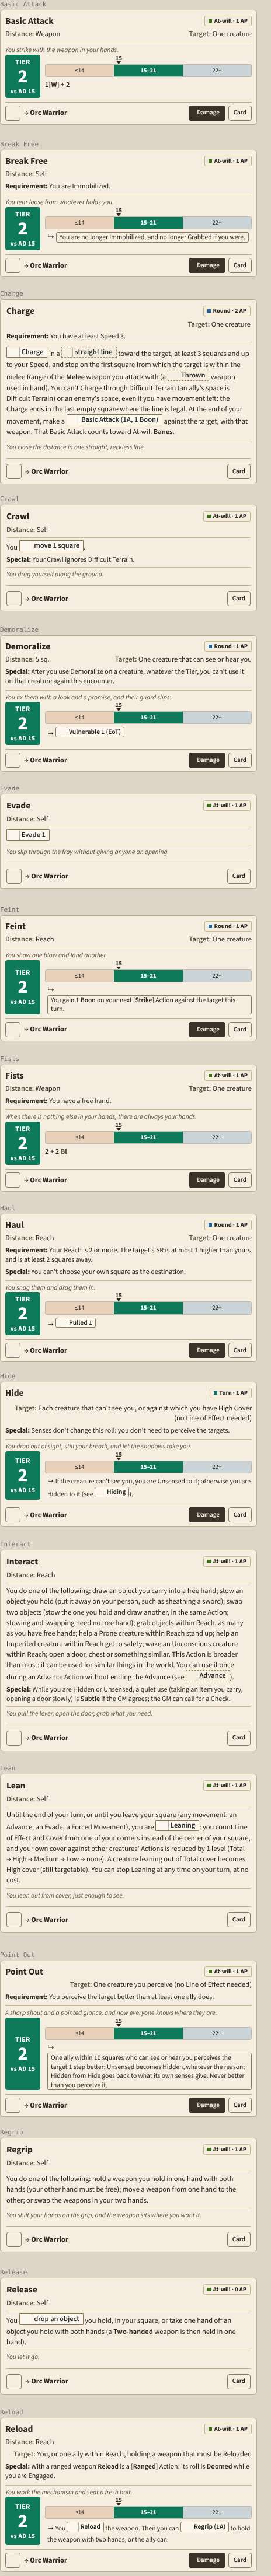 Basic Attack
Basic Attack
At-will · 1 AP
Distance: Weapon Target: One creature
You strike with the weapon in your hands.
TIER
2
vs AD 15
15
≤14 15–21 22+
1[W] + 2
→ Orc Warrior Damage Card
Break Free
Break Free
At-will · 1 AP
Distance: Self
Requirement: You are Immobilized.
You tear loose from whatever holds you.
TIER
2
vs AD 15
15
≤14 15–21 22+
↪ You are no longer Immobilized, and no longer Grabbed if you were.
→ Orc Warrior Damage Card
Charge
Charge
Round · 2 AP
Target: One creature
Requirement: You have at least Speed 3.
Charge in a straight line toward the target, at least 3 squares and up
to your Speed, and stop on the first square from which the target is within
the melee Range of the Melee weapon you attack with (a Thrown weapon
used in hand). You can't Charge through Difficult Terrain (an ally's space is
Difficult Terrain) or an enemy's space, even if you have movement left: the
Charge ends in the last empty square where the line is legal. At the end of your
movement, make a Basic Attack (1A, 1 Boon) against the target, with that
weapon. That Basic Attack counts toward At-will Banes.
You close the distance in one straight, reckless line.
→ Orc Warrior Card
Crawl
Crawl
At-will · 1 AP
Distance: Self
You move 1 square.
Special: Your Crawl ignores Difficult Terrain.
You drag yourself along the ground.
→ Orc Warrior Card
Demoralize
Demoralize
Round · 1 AP
Distance: 5 sq. Target: One creature that can see or hear you
Special: After you use Demoralize on a creature, whatever the Tier, you can't use it
on that creature again this encounter.
You fix them with a look and a promise, and their guard slips.
TIER
2
vs AD 15
15
≤14 15–21 22+
↪ Vulnerable 1 (EoT)
→ Orc Warrior Damage Card
Evade
Evade
At-will · 1 AP
Distance: Self
Evade 1
You slip through the fray without giving anyone an opening.
→ Orc Warrior Card
Feint
Feint
Round · 1 AP
Distance: Reach Target: One creature
You show one blow and land another.
TIER
2
vs AD 15
15
≤14 15–21 22+
↪
You gain 1 Boon on your next [Strike] Action against the target this
turn.
→ Orc Warrior Damage Card
Fists
Fists
At-will · 1 AP
Distance: Weapon Target: One creature
Requirement: You have a free hand.
When there is nothing else in your hands, there are always your hands.
TIER
2
vs AD 15
15
≤14 15–21 22+
2 + 2 Bl
→ Orc Warrior Damage Card
Haul
Haul
Round · 1 AP
Distance: Reach Target: One creature
Requirement: Your Reach is 2 or more. The target's SR is at most 1 higher than yours
and is at least 2 squares away.
Special: You can't choose your own square as the destination.
You snag them and drag them in.
TIER
2
vs AD 15
15
≤14 15–21 22+
↪ Pulled 1
→ Orc Warrior Damage Card
Hide
Hide
Turn · 1 AP
Target: Each creature that can't see you, or against which you have High Cover
(no Line of Effect needed)
Special: Senses don't change this roll; you don't need to perceive the targets.
You drop out of sight, still your breath, and let the shadows take you.
TIER
2
vs AD 15
15
≤14 15–21 22+
↪ If the creature can't see you, you are Unsensed to it; otherwise you are
Hidden to it (see Hiding).
→ Orc Warrior Damage Card
Interact
Interact
At-will · 1 AP
Distance: Reach
You do one of the following: draw an object you carry into a free hand; stow an
object you hold (put it away on your person, such as sheathing a sword); swap
two objects (stow the one you hold and draw another, in the same Action;
drawing and swapping need no free hand); grab objects within Reach, as many
as you have free hands; help a Prone creature within Reach stand up; help an
Imperiled creature within Reach get to safety; wake an Unconscious creature
within Reach; open a door, chest or something similar. This Action is broader
than most: it can be used for similar things in the world. You can use it once
during an Advance Action without ending the Advance (see Advance).
Special: While you are Hidden or Unsensed, a quiet use (taking an item you carry,
opening a door slowly) is Subtle if the GM agrees; the GM can call for a Check.
You pull the lever, open the door, grab what you need.
→ Orc Warrior Card
Lean
Lean
At-will · 1 AP
Distance: Self
Until the end of your turn, or until you leave your square (any movement: an
Advance, an Evade, a Forced Movement), you are Leaning: you count Line
of Effect and Cover from one of your corners instead of the center of your square,
and your own cover against other creatures' Actions is reduced by 1 level (Total
→ High → Medium → Low → none). A creature leaning out of Total cover becomes
High cover (still targetable). You can stop Leaning at any time on your turn, at no
cost.
You lean out from cover, just enough to see.
→ Orc Warrior Card
Point Out
Point Out
At-will · 1 AP
Target: One creature you perceive (no Line of Effect needed)
Requirement: You perceive the target better than at least one ally does.
A sharp shout and a pointed glance, and now everyone knows where they are.
TIER
2
vs AD 15
15
≤14 15–21 22+
↪
One ally within 10 squares who can see or hear you perceives the
target 1 step better: Unsensed becomes Hidden, whatever the reason;
Hidden from Hide goes back to what its own senses give. Never better
than you perceive it.
→ Orc Warrior Damage Card
Regrip
Regrip
At-will · 1 AP
Distance: Self
You do one of the following: hold a weapon you hold in one hand with both
hands (your other hand must be free); move a weapon from one hand to the
other; or swap the weapons in your two hands.
You shift your hands on the grip, and the weapon sits where you want it.
→ Orc Warrior Card
Release
Release
At-will · 0 AP
Distance: Self
You drop an object you hold, in your square, or take one hand off an
object you hold with both hands (a Two-handed weapon is then held in one
hand).
You let it go.
→ Orc Warrior Card
Reload
Reload
At-will · 1 AP
Distance: Reach
Target: You, or one ally within Reach, holding a weapon that must be Reloaded
Special: With a ranged weapon Reload is a [Ranged] Action; its roll is Doomed while
you are Engaged.
You work the mechanism and seat a fresh bolt.
TIER
2
vs AD 15
15
≤14 15–21 22+
↪ You Reload the weapon. Then you can Regrip (1A) to hold
the weapon with two hands, or the ally can.
→ Orc Warrior Damage Card